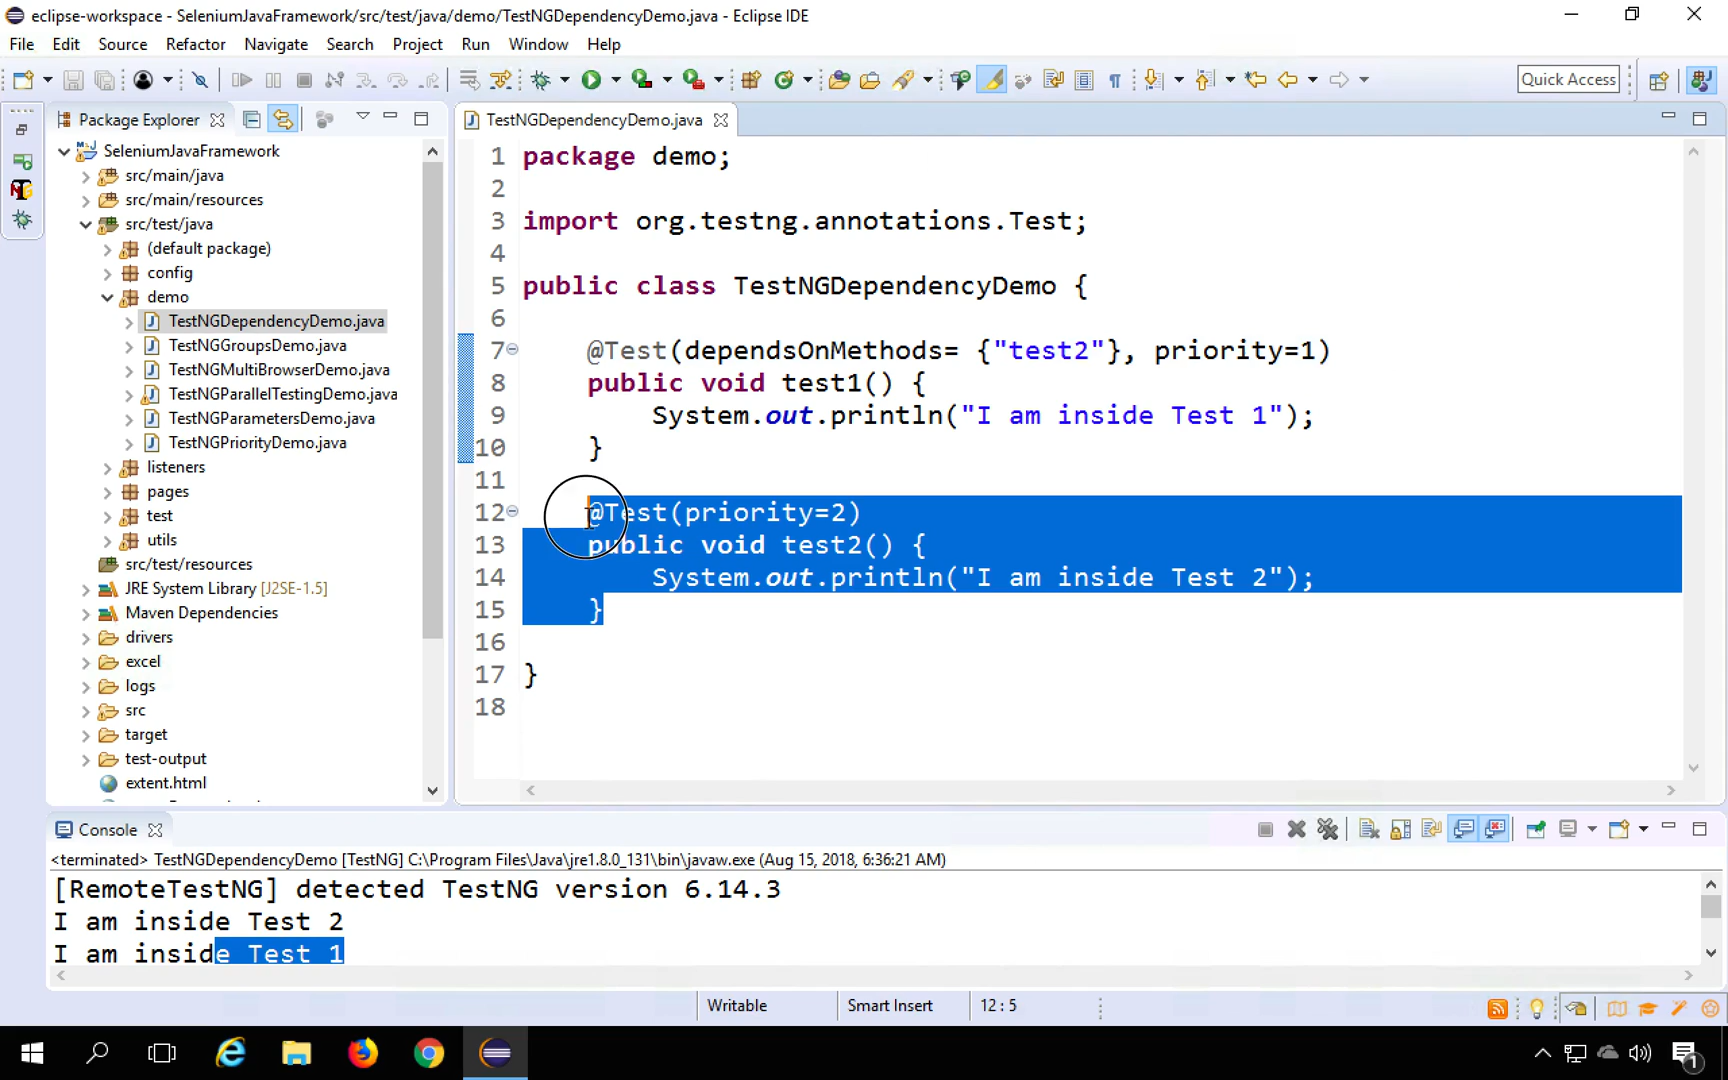 eclipse-workspace - SeleniumJavaFramework/src/test/java/demo/TestNGDependencyDemo.java - Eclipse IDE
File Edit Source Refactor Navigate Search Project Run Window Help
Quick Access
Package Explorer
SeleniumJavaFramework
src/main/java
src/main/resources
src/test/java
(default package)
config
demo
TestNGDependencyDemo.java
TestNGGroupsDemo.java
TestNGMultiBrowserDemo.java
TestNGParallelTestingDemo.java
TestNGParametersDemo.java
TestNGPriorityDemo.java
listeners
pages
test
utils
src/test/resources
JRE System Library [J2SE-1.5]
Maven Dependencies
drivers
excel
logs
src
target
test-output
extent.html
TestNGDependencyDemo.java
1 package demo;
2
3 import org.testng.annotations.Test;
4
5 public class TestNGDependencyDemo {
6
7 @Test(dependsOnMethods= {"test2"}, priority=1)
8 public void test1() {
9 System.out.println("I am inside Test 1");
10 }
11
12 @Test(priority=2)
13 public void test2() {
14 System.out.println("I am inside Test 2");
15 }
16
17 }
18
Console
<terminated> TestNGDependencyDemo [TestNG] C:\Program Files\Java\jre1.8.0_131\bin\javaw.exe (Aug 15, 2018, 6:36:21 AM)
[RemoteTestNG] detected TestNG version 6.14.3
I am inside Test 2
I am inside Test 1
Writable Smart Insert 12 : 5
1